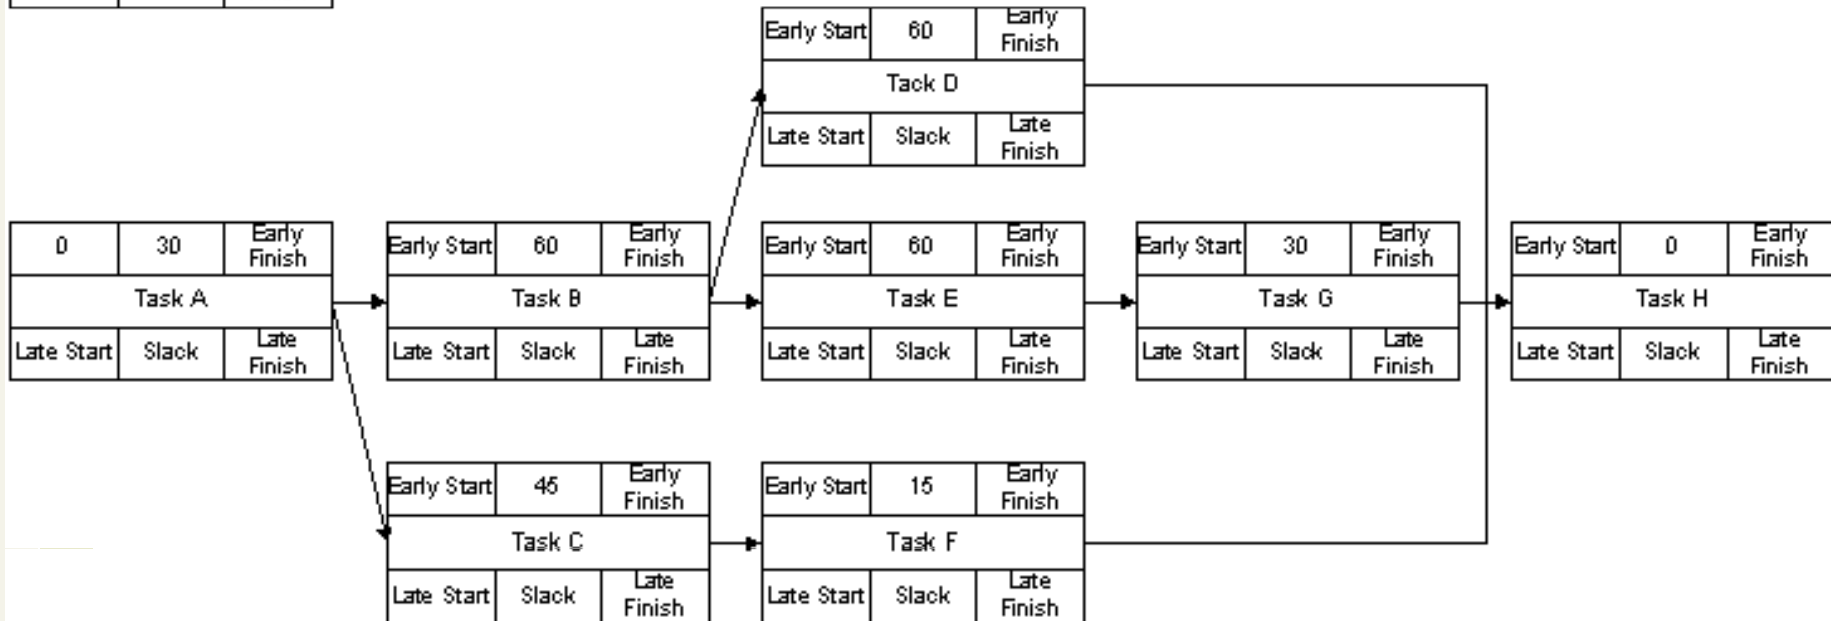 Early Start 60 Early Finish
Tack D
Late Start Slack Late Finish
0 30 Early Finish
Task A
Late Start Slack Late Finish
Early Start 60 Early Finish
Task B
Late Start Slack Late Finish
Early Start 60 Early Finish
Task E
Late Start Slack Late Finish
Early Start 30 Early Finish
Task G
Late Start Slack Late Finish
Early Start 0 Early Finish
Task H
Late Start Slack Late Finish
Early Start 45 Early Finish
Task C
Late Start Slack Late Finish
Early Start 15 Early Finish
Task F
Late Start Slack Late Finish